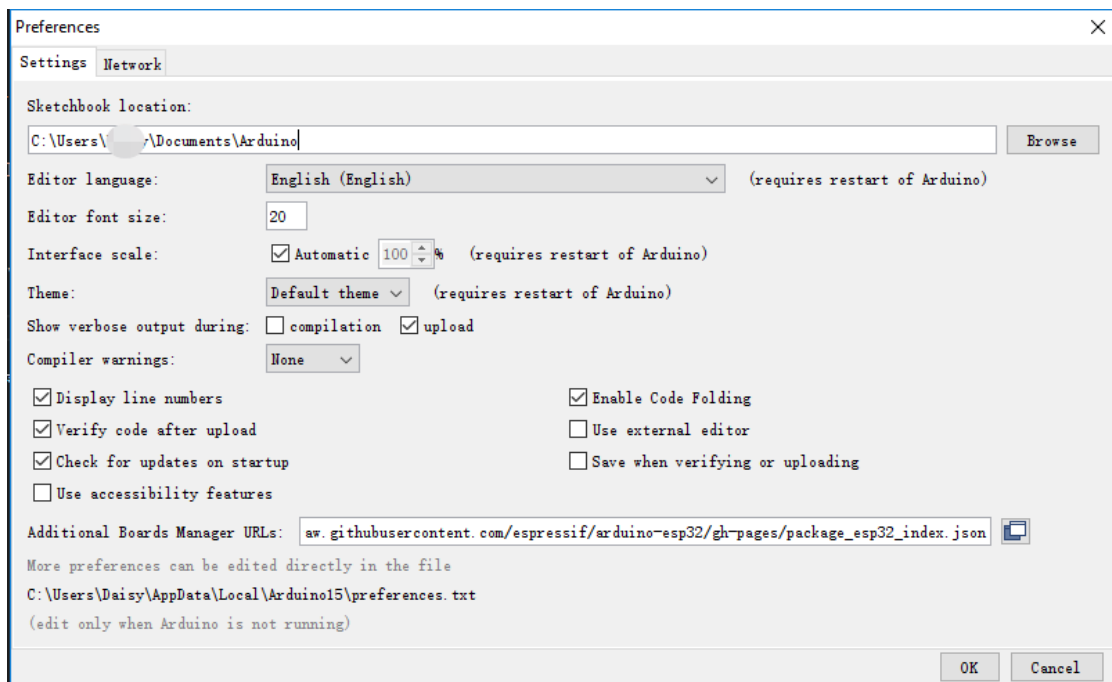 Preferences
Settings Network
Sketchbook location:
C:\Users\ y\Documents\Arduino Browse
Editor language: English (English) (requires restart of Arduino)
Editor font size: 20
Interface scale: Automatic 100 % (requires restart of Arduino)
Theme: Default theme (requires restart of Arduino)
Show verbose output during: compilation upload
Compiler warnings: None
Display line numbers Enable Code Folding
Verify code after upload Use external editor
Check for updates on startup Save when verifying or uploading
Use accessibility features
Additional Boards Manager URLs: aw.githubusercontent.com/espressif/arduino-esp32/gh-pages/package_esp32_index.json
More preferences can be edited directly in the file
C:\Users\Daisy\AppData\Local\Arduino15\preferences.txt
(edit only when Arduino is not running)
OK Cancel